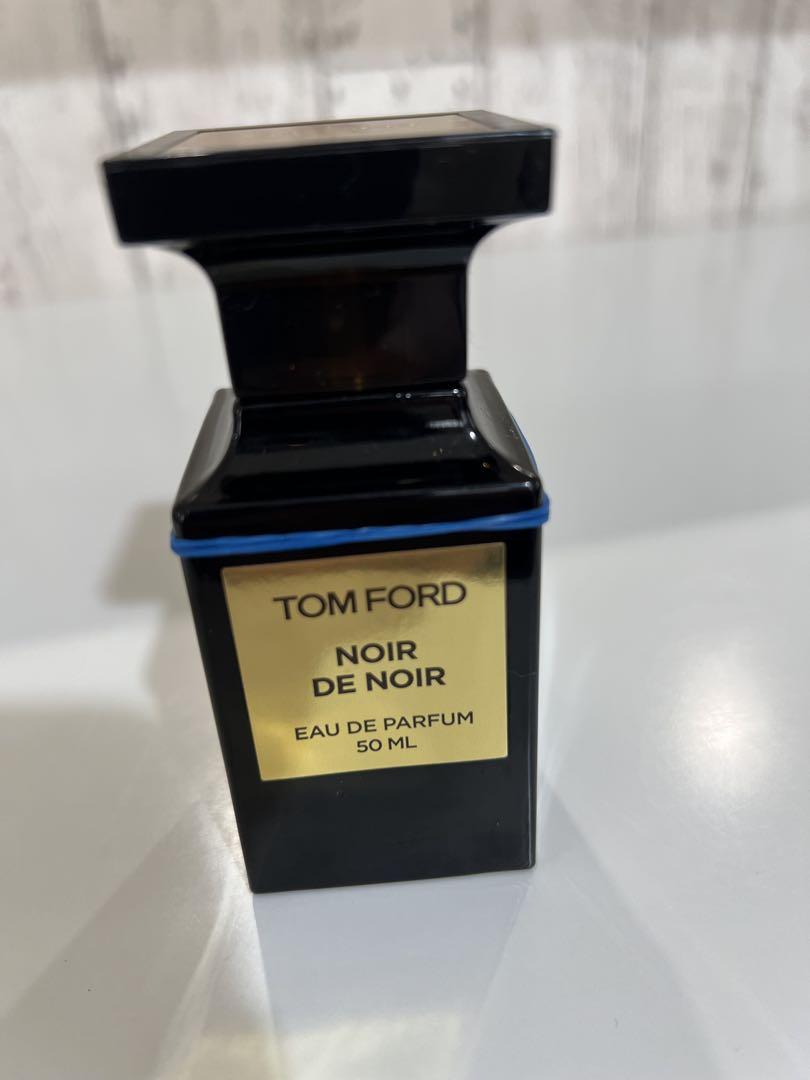 TOM FORD
NOIR
DE NOIR
EAU DE PARFUM
50 ML